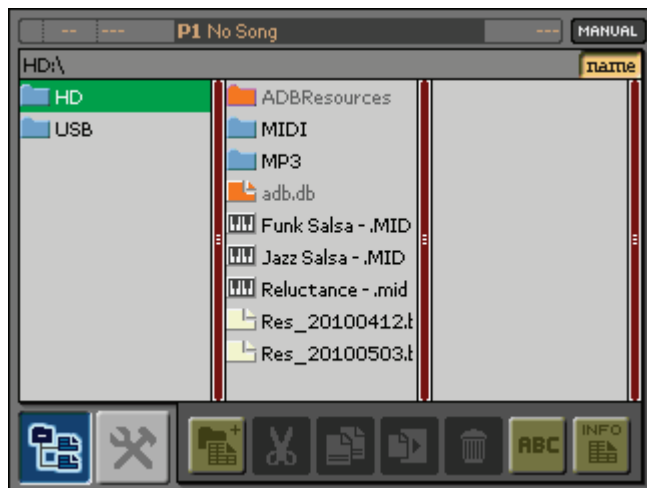 -- --- P1 No Song --- MANUAL
HD:\ name
HD
USB
ADBResources
MIDI
MP3
adb.db
Funk Salsa - .MID
Jazz Salsa - .MID
Reluctance - .mid
Res_20100412.b
Res_20100503.b
ABC
INFO